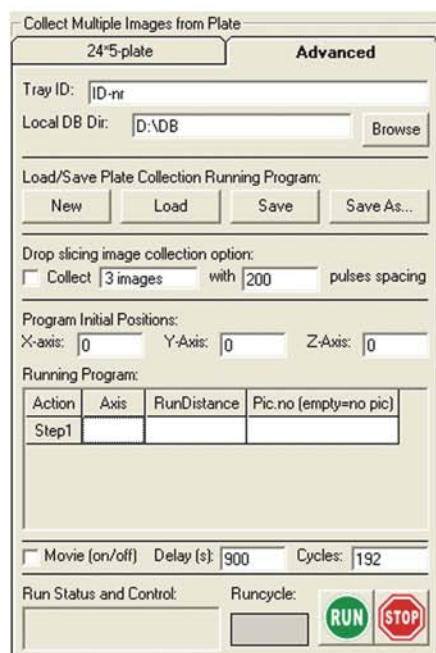 Collect Multiple Images from Plate
24*5-plate Advanced
Tray ID: ID-nr
Local DB Dir: D:\DB Browse
Load/Save Plate Collection Running Program:
New Load Save Save As...
Drop slicing image collection option:
Collect 3 images with 200 pulses spacing
Program Initial Positions:
X-axis: 0 Y-Axis: 0 Z-Axis: 0
Running Program:
Action Axis RunDistance Pic.no (empty=no pic)
Step1
Movie (on/off) Delay (s): 900 Cycles: 192
Run Status and Control: Runcycle:
RUN STOP